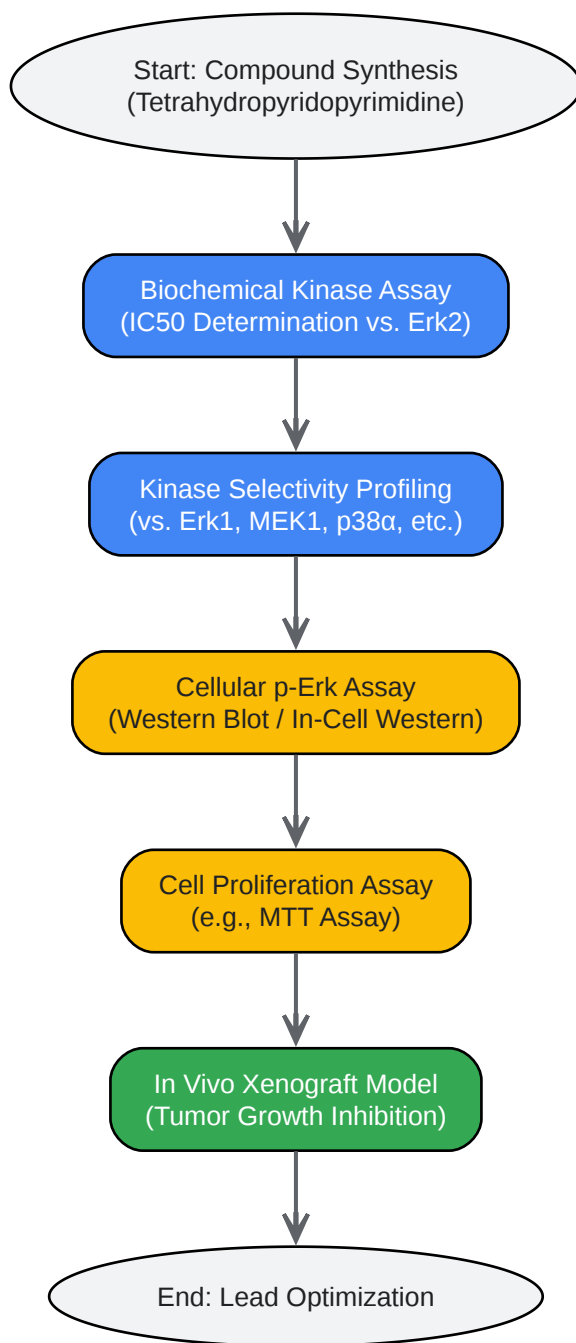 Start: Compound Synthesis
(Tetrahydropyridopyrimidine)
Biochemical Kinase Assay
(IC50 Determination vs. Erk2)
Kinase Selectivity Profiling
(vs. Erk1, MEK1, p38α, etc.)
Cellular p-Erk Assay
(Western Blot / In-Cell Western)
Cell Proliferation Assay
(e.g., MTT Assay)
In Vivo Xenograft Model
(Tumor Growth Inhibition)
End: Lead Optimization